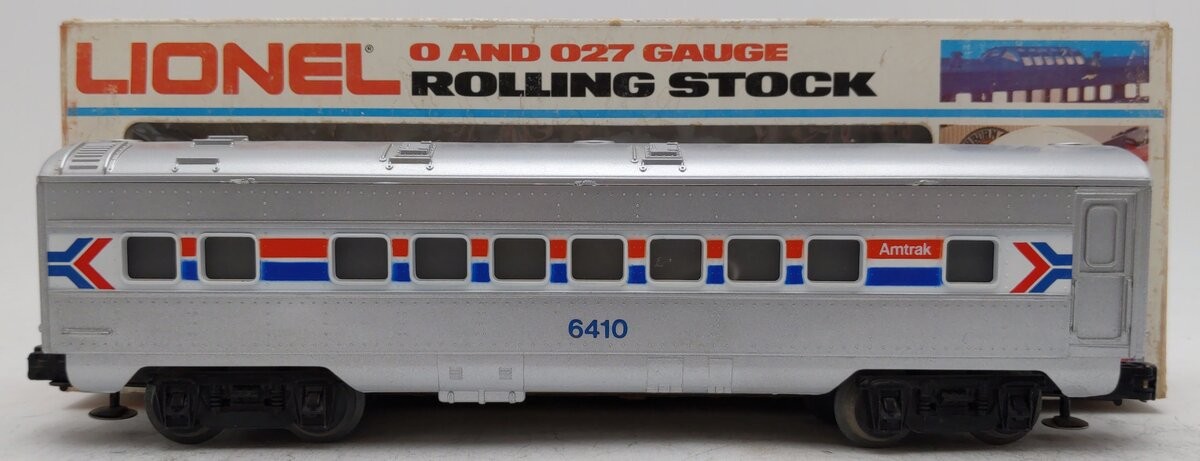 LIONEL®
O AND O27 GAUGE
ROLLING STOCK
Amtrak
6410